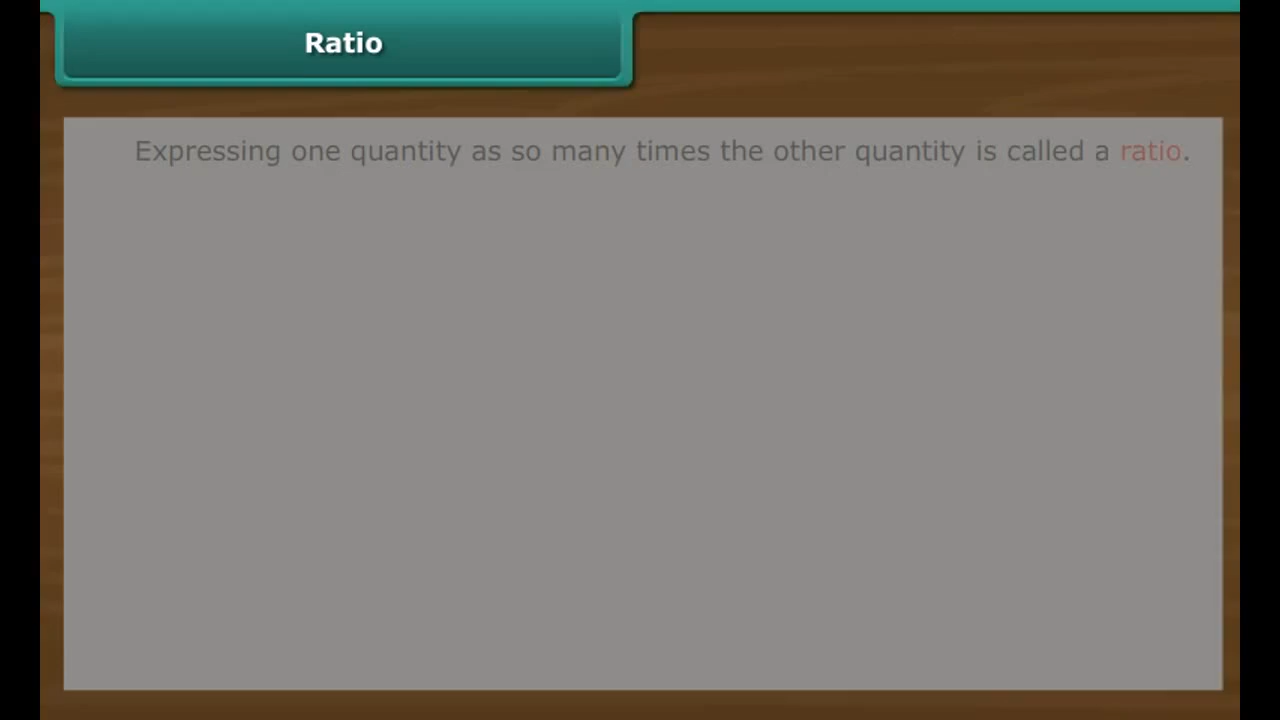 Ratio
Expressing one quantity as so many times the other quantity is called a ratio.